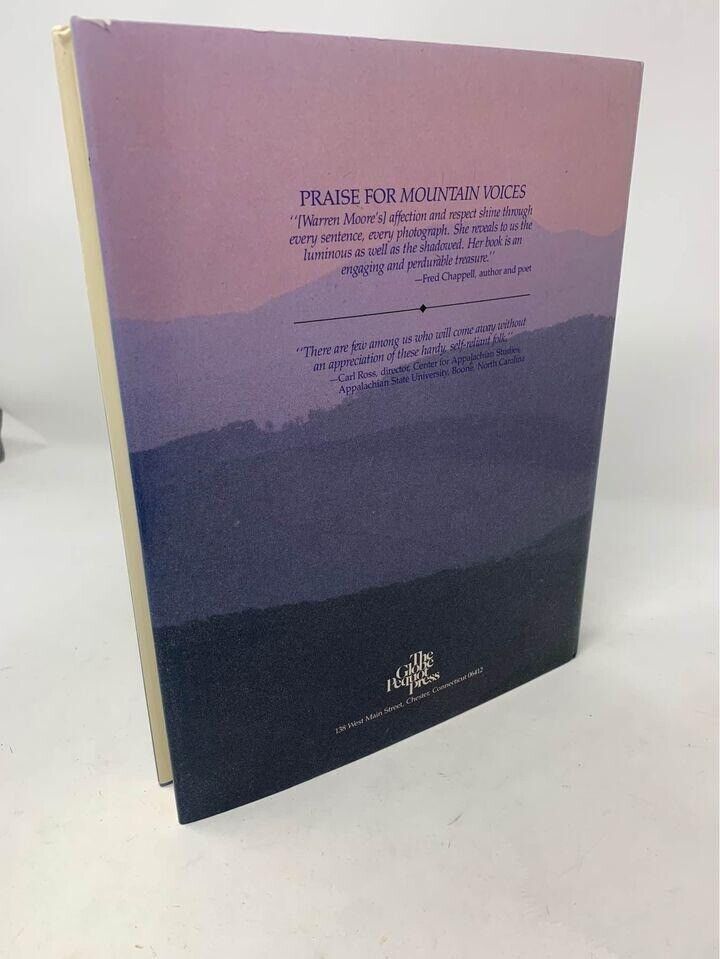 PRAISE FOR MOUNTAIN VOICES
"[Warren Moore's] affection and respect shine through
every sentence, every photograph. She reveals to us the
luminous as well as the shadowed. Her book is an
engaging and perdurable treasure."
—Fred Chappell, author and poet
"There are few among us who will come away without
an appreciation of these hardy, self-reliant folk."
—Carl Ross, director, Center for Appalachian Studies,
Appalachian State University, Boone, North Carolina
The
Globe
Pequot
Press
138 West Main Street, Chester, Connecticut 06412